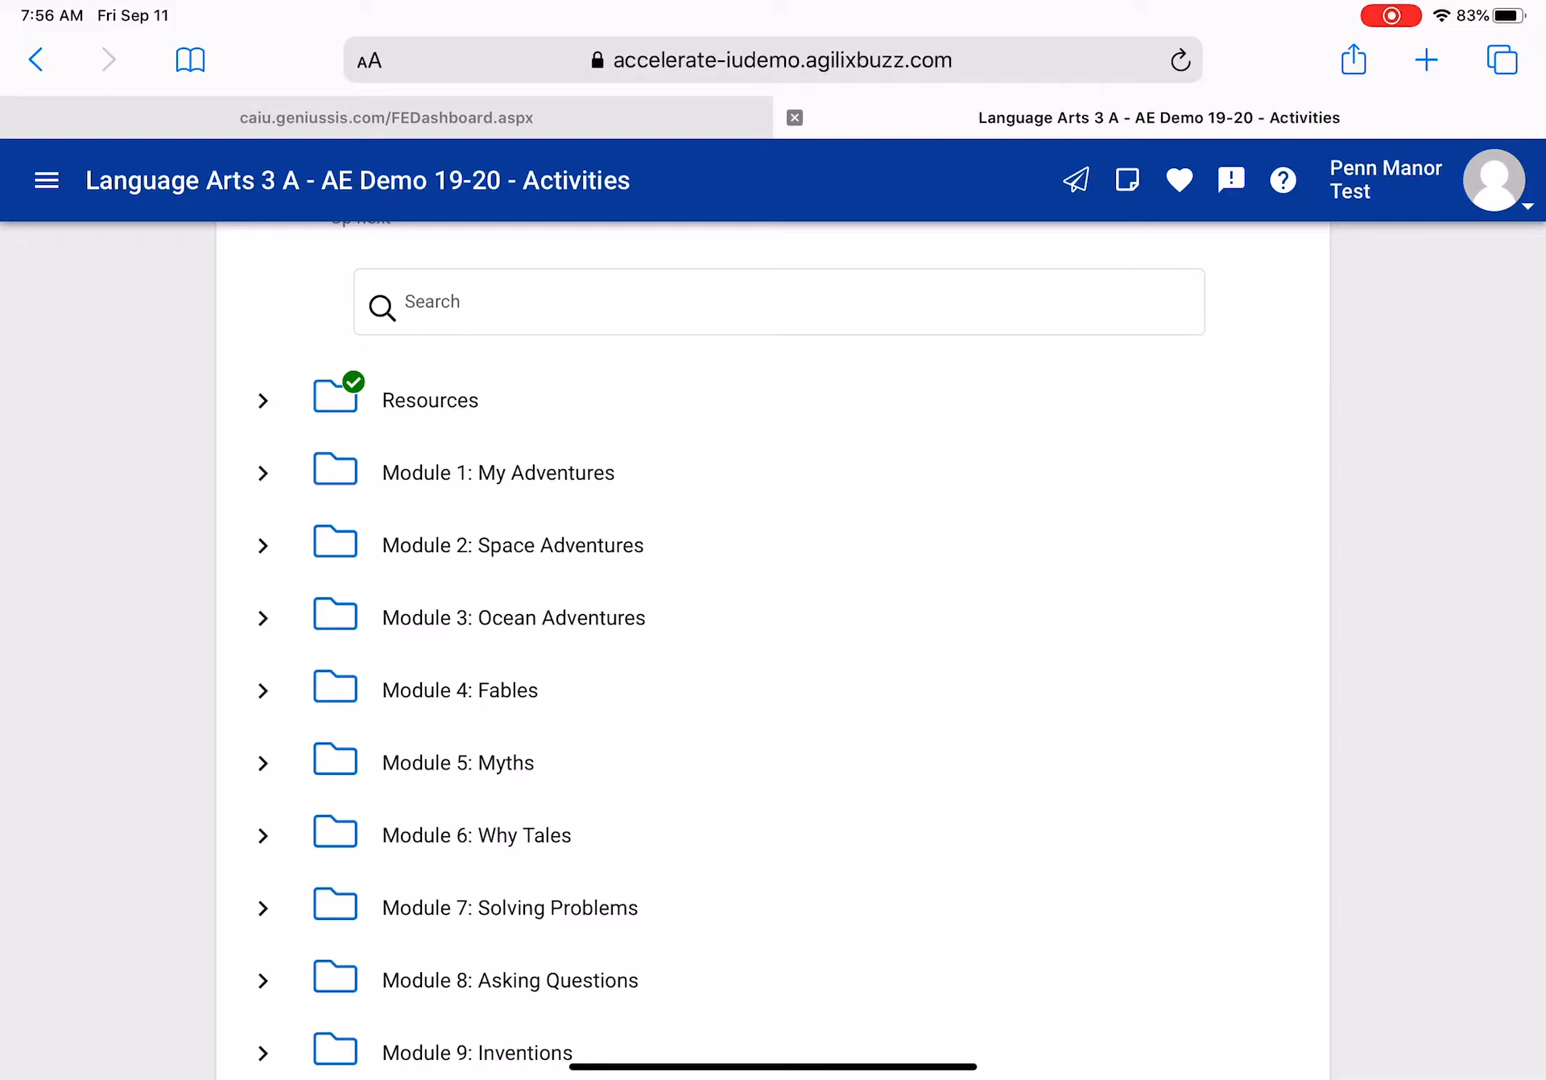 7:56 AM Fri Sep 11
83%
AA
accelerate-iudemo.agilixbuzz.com
caiu.geniussis.com/FEDashboard.aspx
Language Arts 3 A - AE Demo 19-20 - Activities
Language Arts 3 A - AE Demo 19-20 - Activities
Penn Manor
Test
Search
Resources
Module 1: My Adventures
Module 2: Space Adventures
Module 3: Ocean Adventures
Module 4: Fables
Module 5: Myths
Module 6: Why Tales
Module 7: Solving Problems
Module 8: Asking Questions
Module 9: Inventions